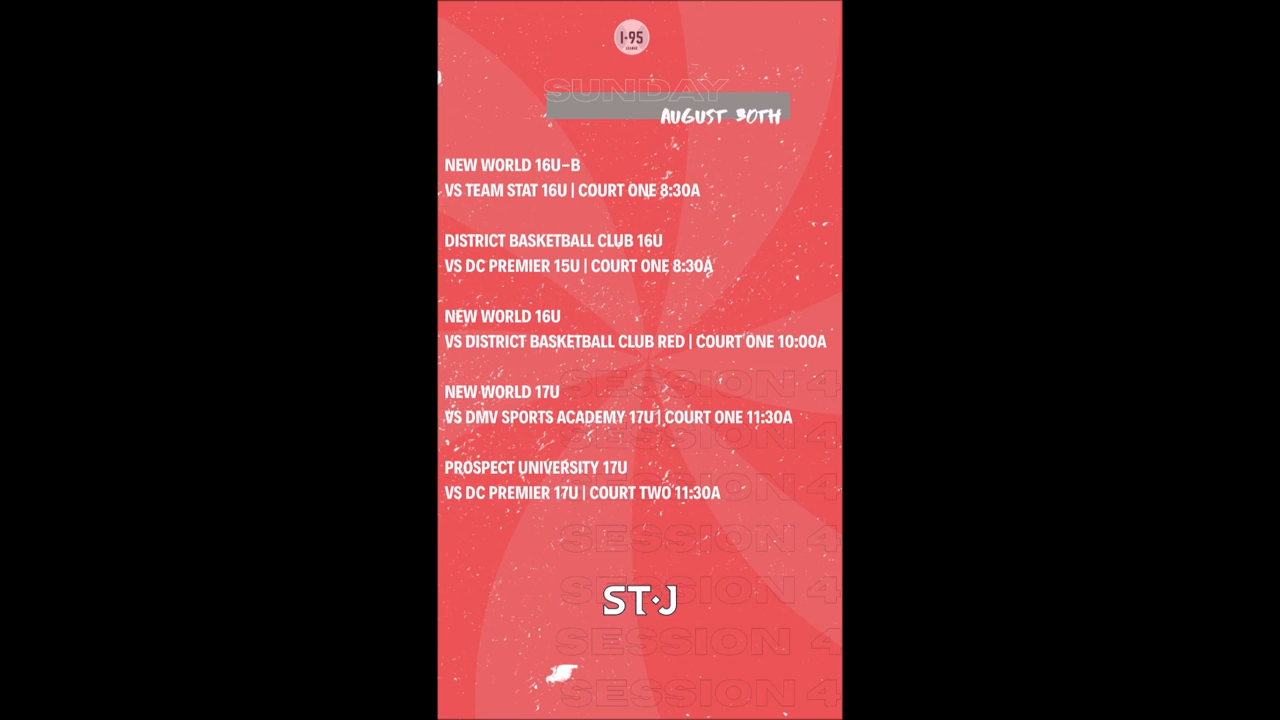 I-95
LEAGUE
SUNDAY
AUGUST 30TH
NEW WORLD 16U-B
VS TEAM STAT 16U | COURT ONE 8:30A
DISTRICT BASKETBALL CLUB 16U
VS DC PREMIER 15U | COURT ONE 8:30A
NEW WORLD 16U
VS DISTRICT BASKETBALL CLUB RED | COURT ONE 10:00A
NEW WORLD 17U
VS DMV SPORTS ACADEMY 17U | COURT ONE 11:30A
PROSPECT UNIVERSITY 17U
VS DC PREMIER 17U | COURT TWO 11:30A
SESSION 4
SESSION 4
SESSION 4
SESSION 4
SESSION 4
ST·J
SESSION 4
SESSION 4